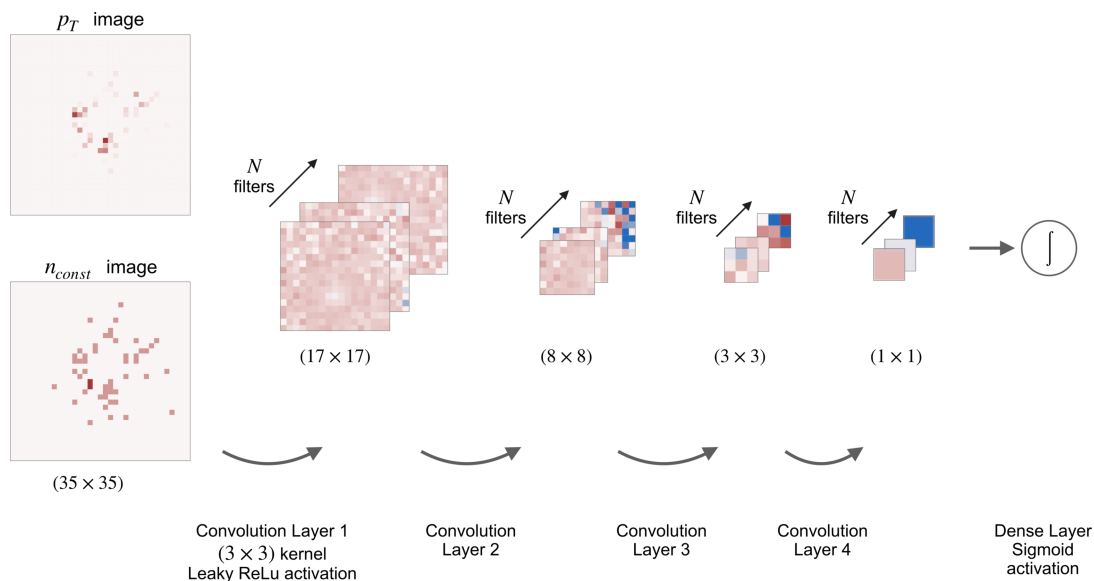 p_T image
n_const image
(35 × 35)
N
filters
(17 × 17)
N
filters
(8 × 8)
N
filters
(3 × 3)
N
filters
(1 × 1)
∫
Convolution Layer 1
(3 × 3) kernel
Leaky ReLu activation
Convolution
Layer 2
Convolution
Layer 3
Convolution
Layer 4
Dense Layer
Sigmoid
activation